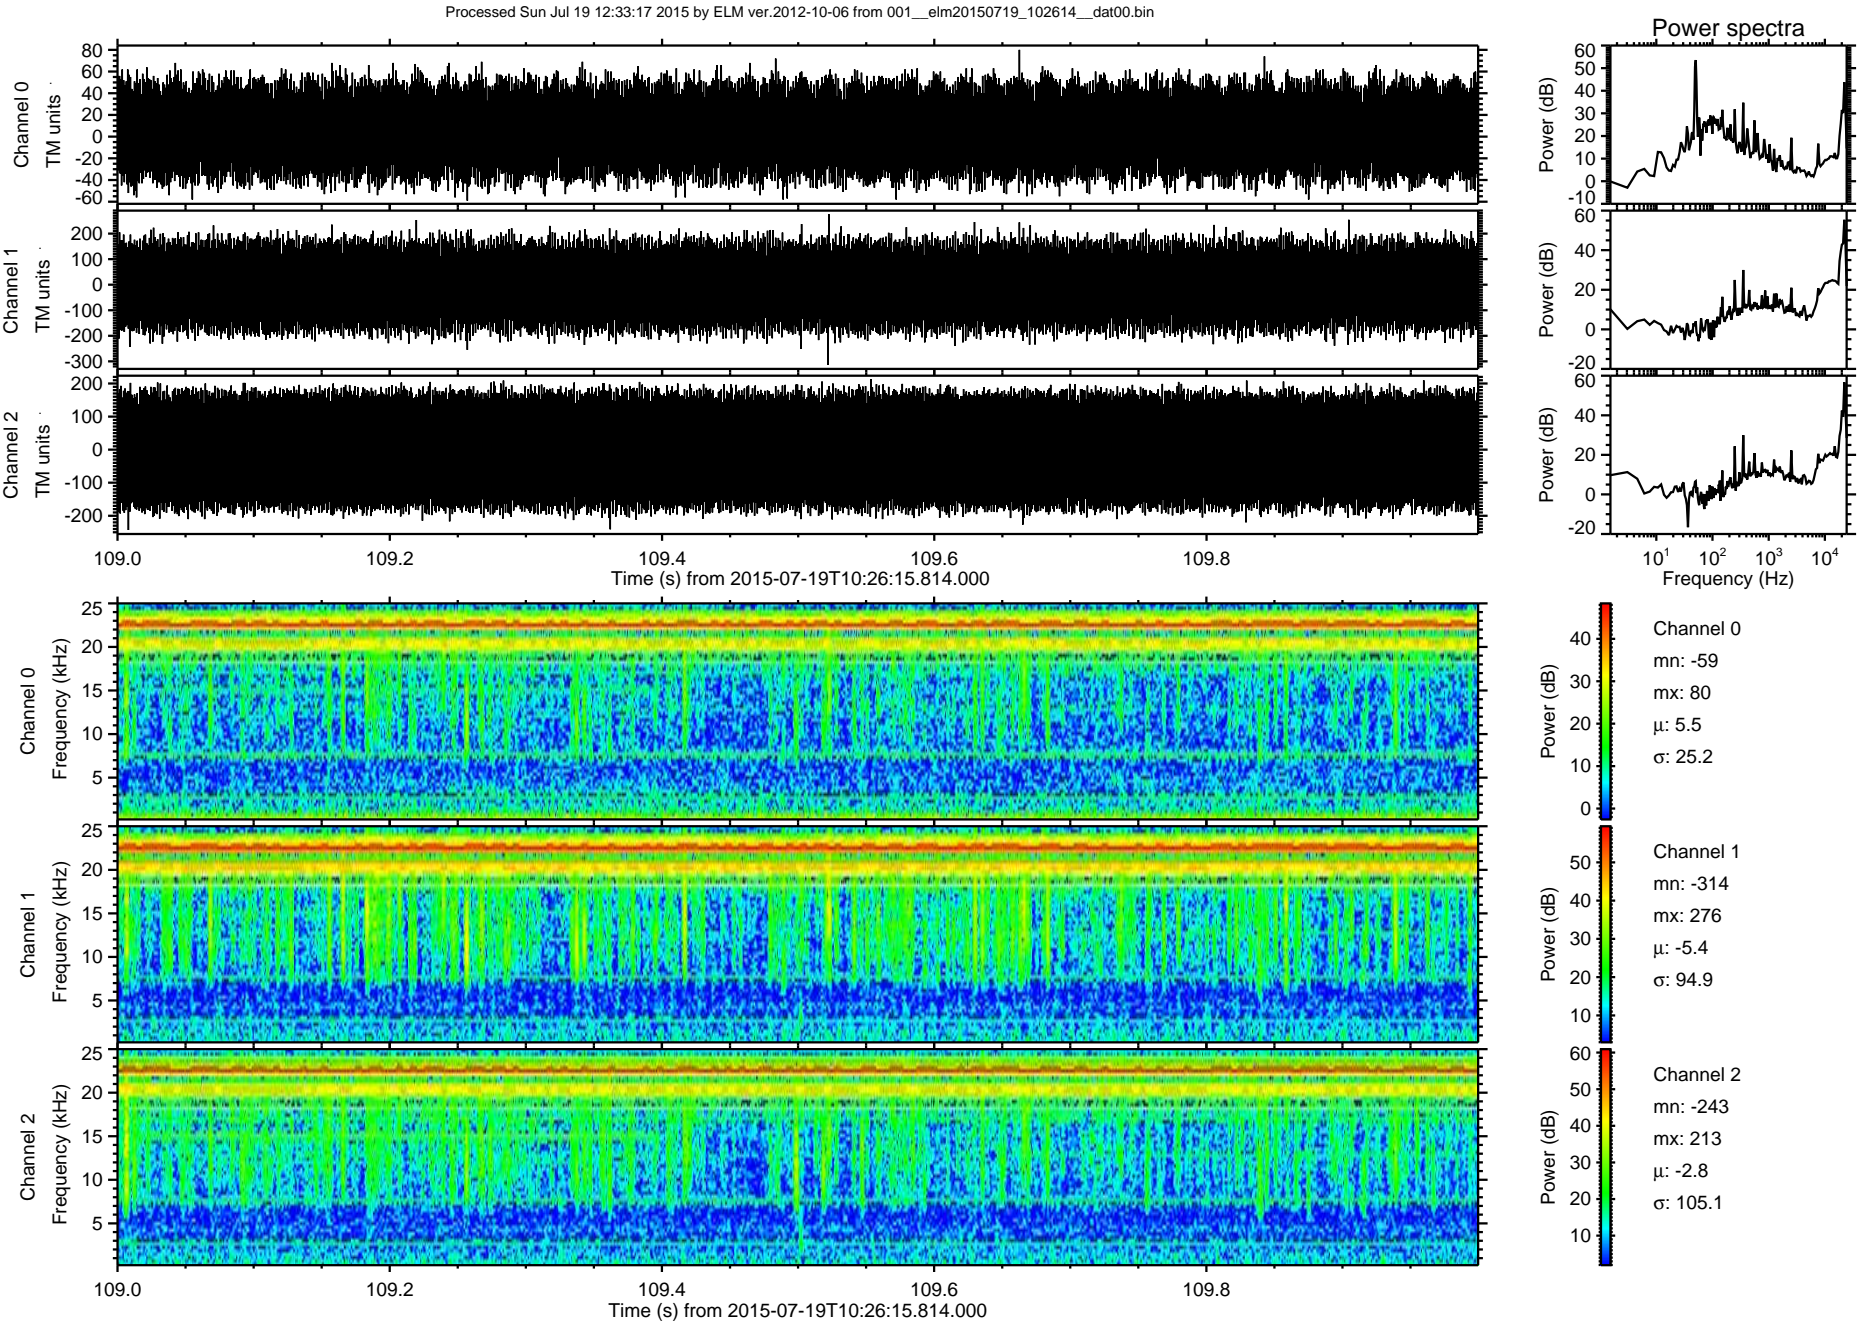 Processed Sun Jul 19 12:33:17 2015 by ELM ver.2012-10-06 from 001__elm20150719_102614__dat00.bin
Power spectra
Channel 0
TM units
80
60
40
20
0
-20
-40
-60
Power (dB)
60
50
40
30
20
10
0
-10
Channel 1
TM units
200
100
0
-100
-200
-300
Power (dB)
60
40
20
0
-20
Channel 2
TM units
200
100
0
-100
-200
Power (dB)
60
40
20
0
-20
109.0 109.2 109.4 109.6 109.8
Time (s) from 2015-07-19T10:26:15.814.000
10^1 10^2 10^3 10^4
Frequency (Hz)
Channel 0
Frequency (kHz)
25
20
15
10
5
Power (dB)
40
30
20
10
0
Channel 0
mn: -59
mx: 80
μ: 5.5
σ: 25.2
Channel 1
Frequency (kHz)
25
20
15
10
5
Power (dB)
50
40
30
20
10
Channel 1
mn: -314
mx: 276
μ: -5.4
σ: 94.9
Channel 2
Frequency (kHz)
25
20
15
10
5
Power (dB)
60
50
40
30
20
10
Channel 2
mn: -243
mx: 213
μ: -2.8
σ: 105.1
109.0 109.2 109.4 109.6 109.8
Time (s) from 2015-07-19T10:26:15.814.000